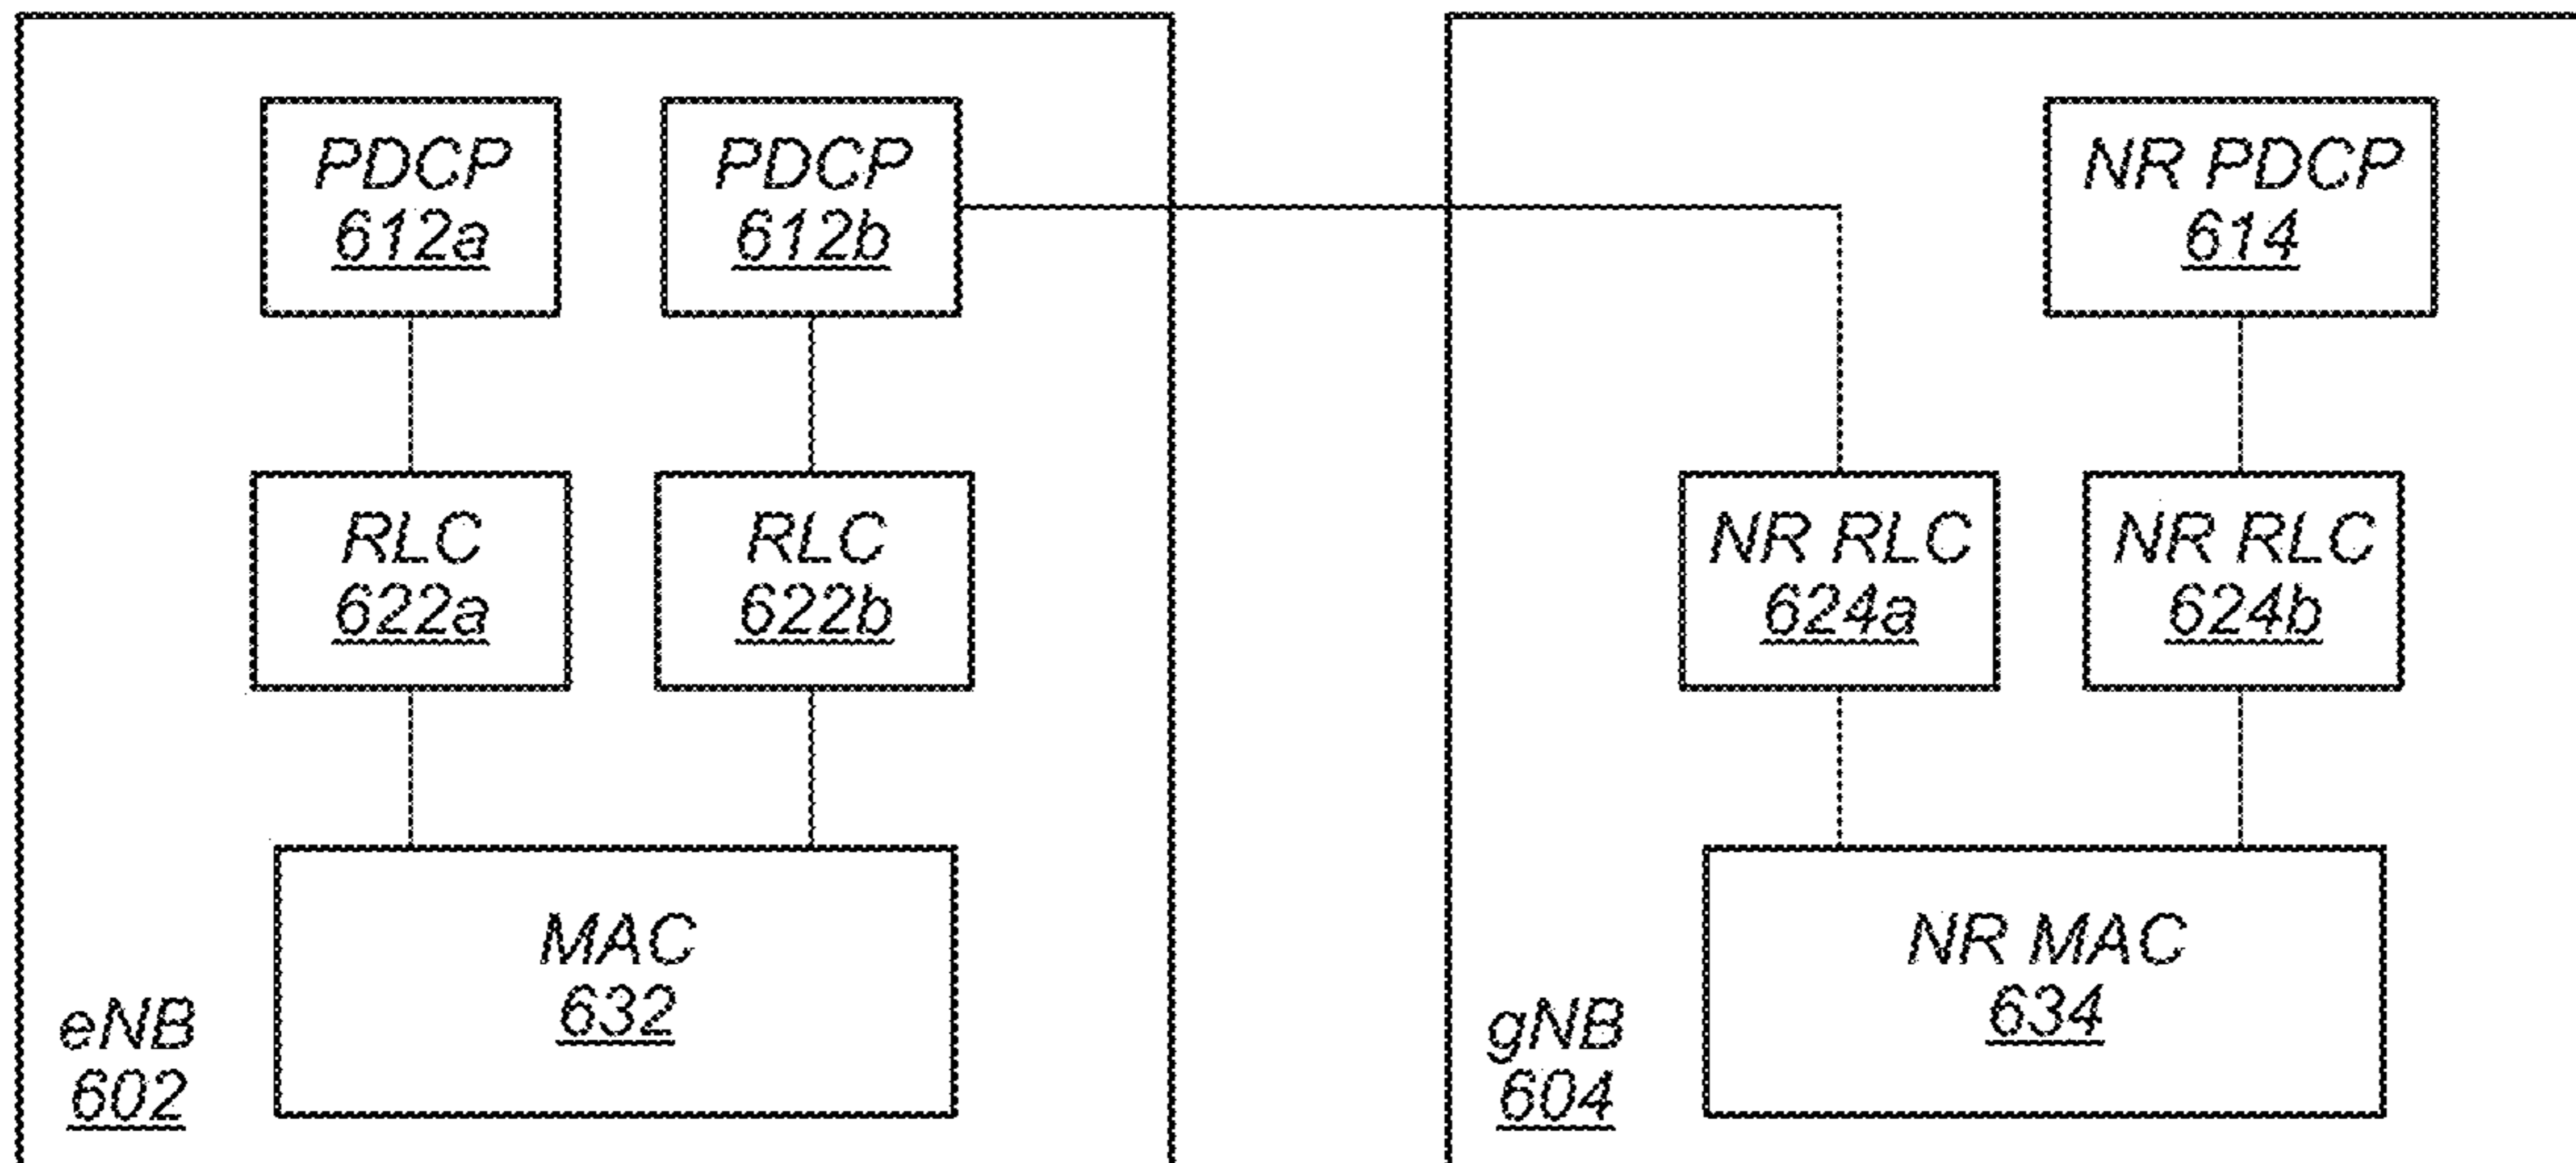 PDCP
612a
PDCP
612b
NR PDCP
614
RLC
622a
RLC
622b
NR RLC
624a
NR RLC
624b
MAC
632
NR MAC
634
eNB
602
gNB
604